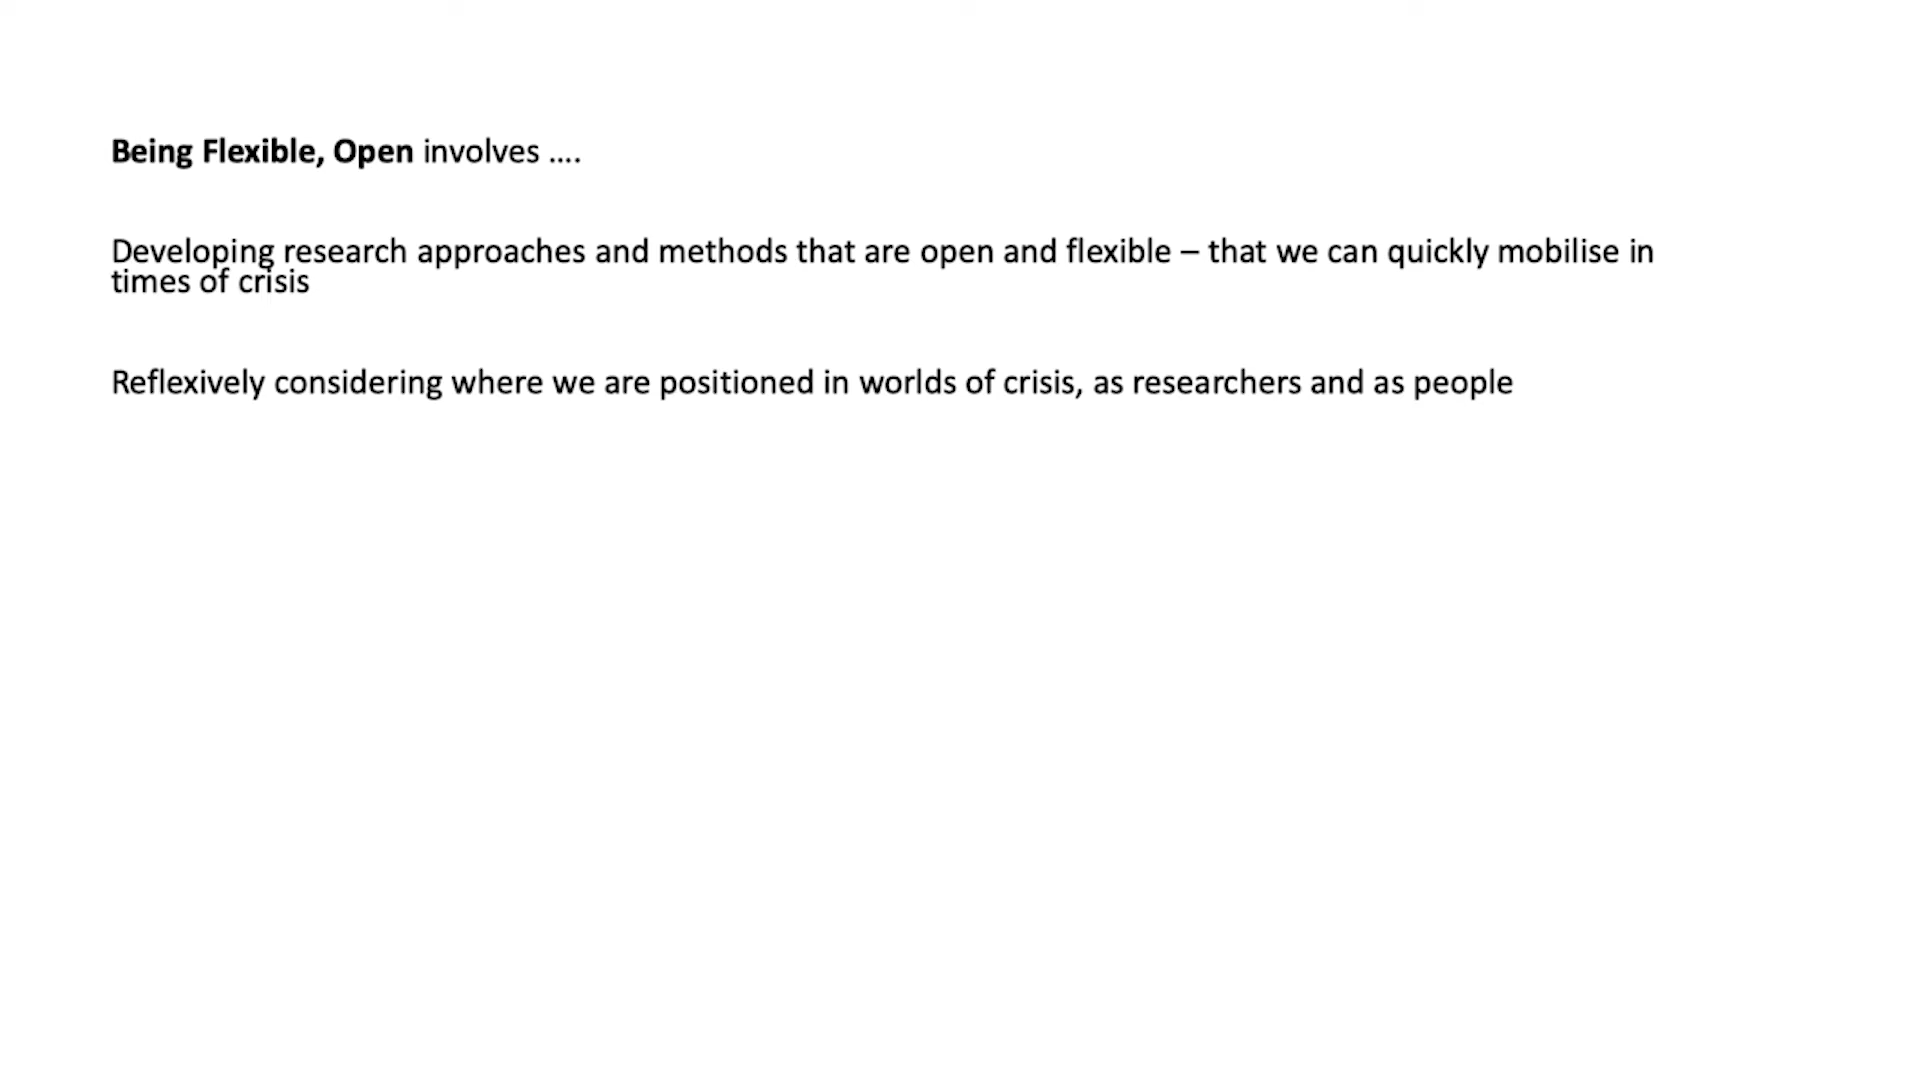 Being Flexible, Open involves ....
Developing research approaches and methods that are open and flexible – that we can quickly mobilise in
times of crisis
Reflexively considering where we are positioned in worlds of crisis, as researchers and as people